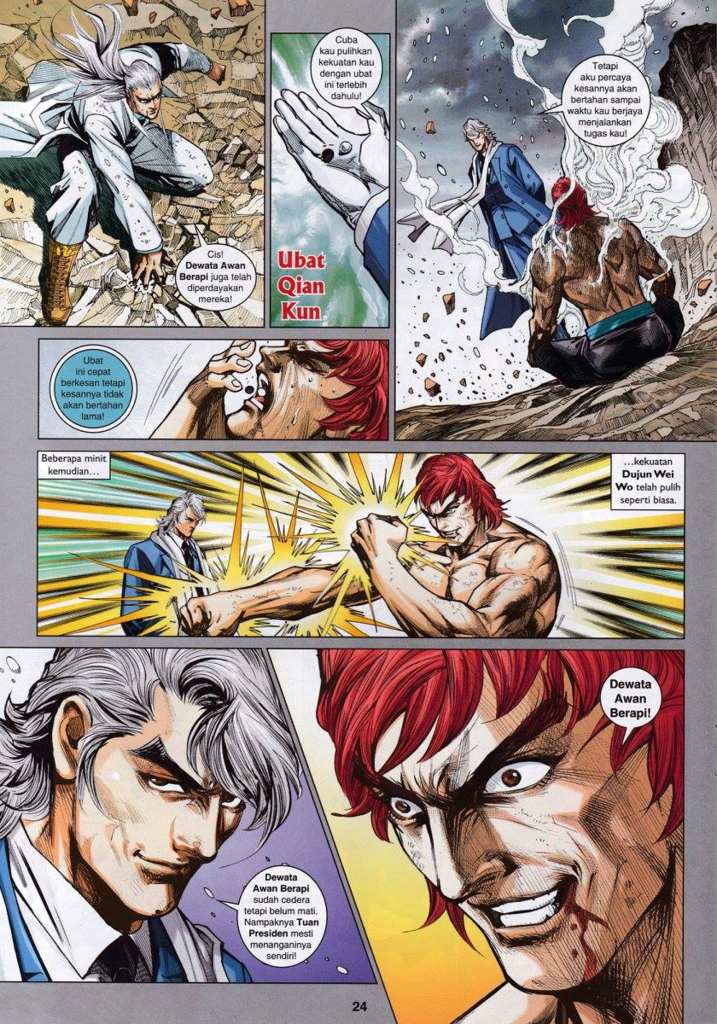 Cis!
Dewata Awan
Berapi juga telah
diperdayakan
mereka!
Cuba
kau pulihkan
kekuatan kau
dengan ubat
ini terlebih
dahulu!
Ubat
Qian
Kun
Tetapi
aku percaya
kesannya akan
bertahan sampai
waktu kau berjaya
menjalankan
tugas kau!
Ubat
ini cepat
berkesan tetapi
kesannya tidak
akan bertahan
lama!
Beberapa minit
kemudian...
...kekuatan
Dujun Wei
Wo telah pulih
seperti biasa.
Dewata
Awan Berapi
sudah cedera
tetapi belum mati.
Nampaknya Tuan
Presiden mesti
menanganinya
sendiri!
Dewata
Awan
Berapi!
24